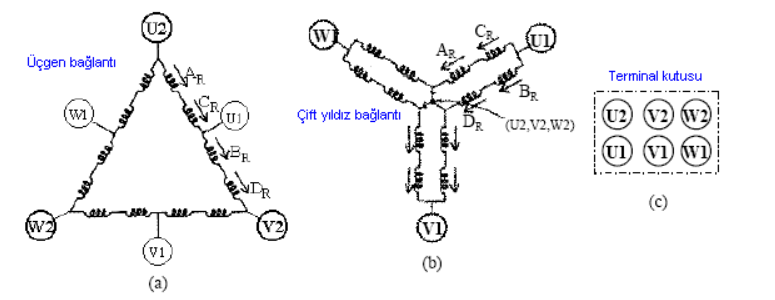 U2
Üçgen bağlantı
A_R
C_R
W1
U1
B_R
D_R
W2
V2
V1
(a)
W1
C_R
U1
A_R
B_R
Çift yıldız bağlantı
D_R
(U2,V2,W2)
V1
(b)
Terminal kutusu
U2 V2 W2
U1 V1 W1
(c)